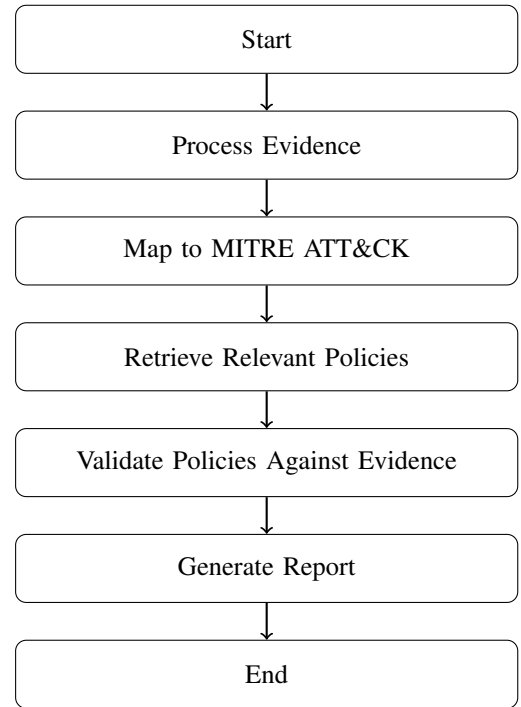 Start
Process Evidence
Map to MITRE ATT&CK
Retrieve Relevant Policies
Validate Policies Against Evidence
Generate Report
End